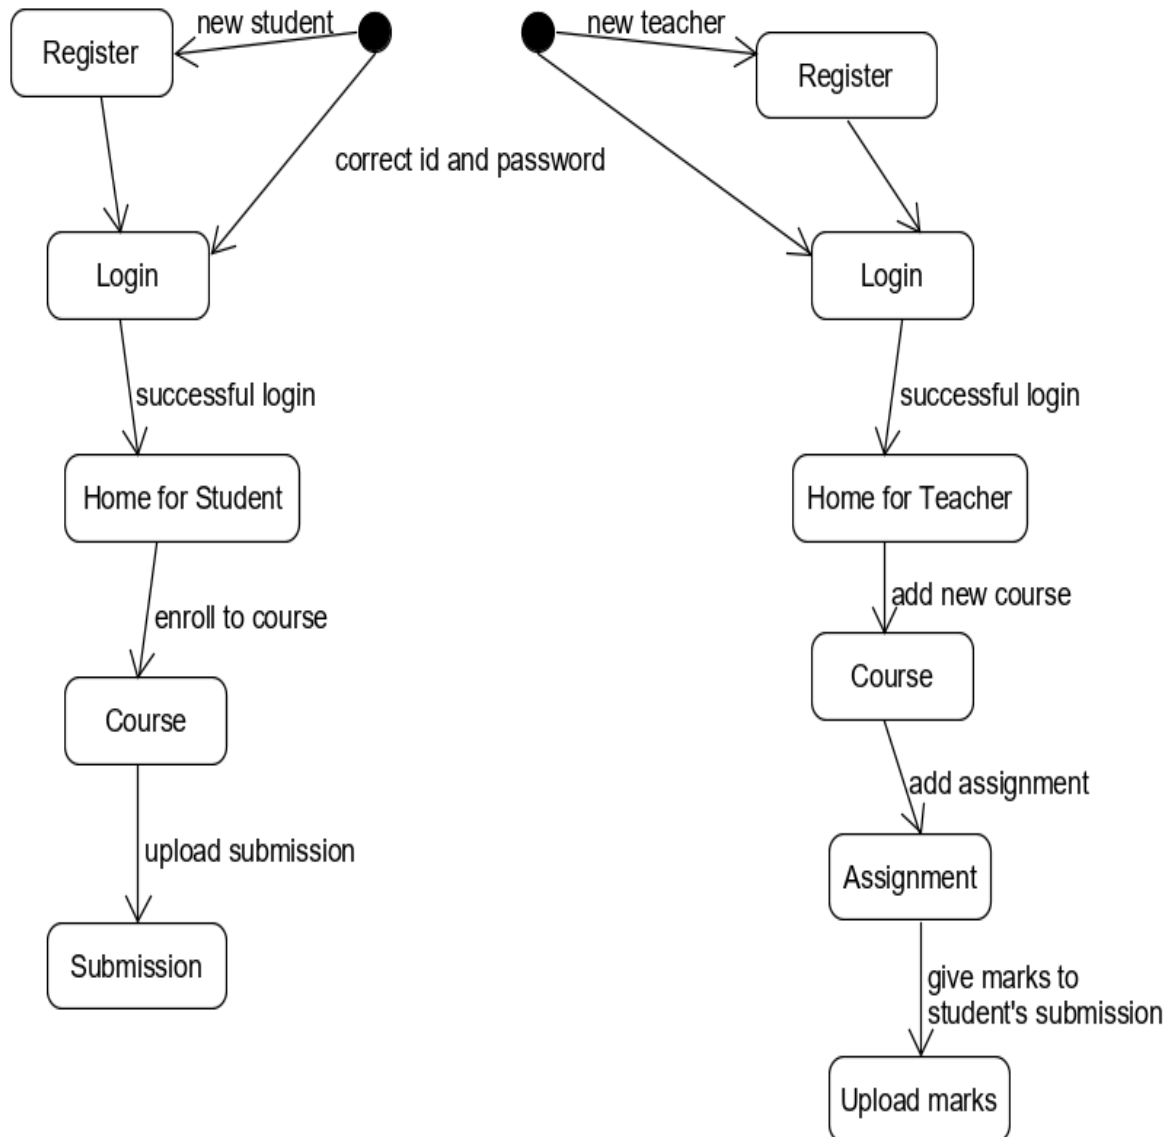 new student
new teacher
Register
Register
correct id and password
Login
Login
successful login
successful login
Home for Student
Home for Teacher
add new course
enroll to course
Course
Course
add assignment
upload submission
Assignment
Submission
give marks to
student's submission
Upload marks